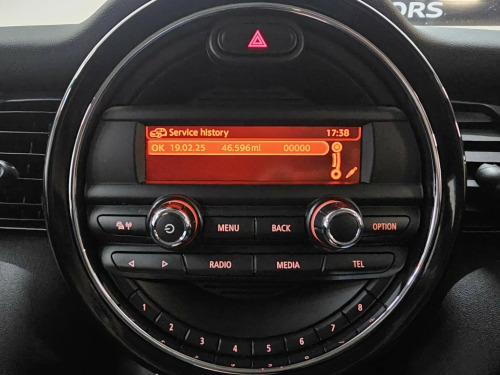 ORS
Service history 17:38
OK 19.02.25 46.596ml 00000
MENU BACK OPTION
RADIO MEDIA TEL
1 2 3 4 5 6 7 8